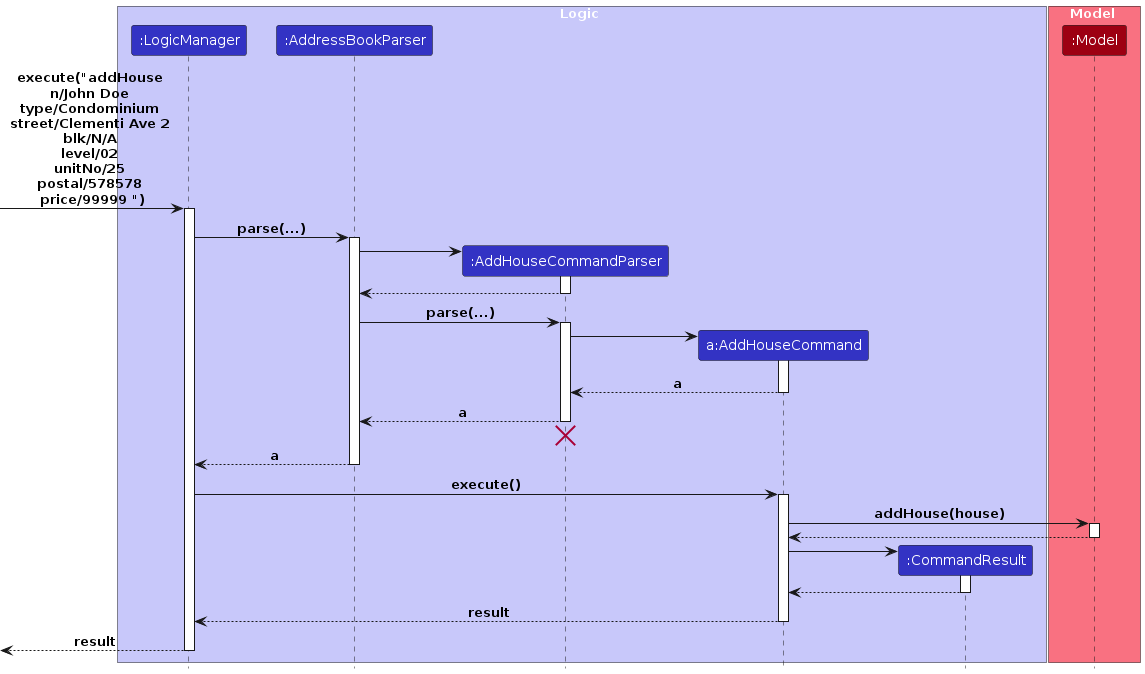 Logic
Model
:LogicManager
:AddressBookParser
:Model
execute("addHouse
n/John Doe
type/Condominium
street/Clementi Ave 2
blk/N/A
level/02
unitNo/25
postal/578578
price/99999 ")
parse(...)
:AddHouseCommandParser
parse(...)
a:AddHouseCommand
a
a
a
execute()
addHouse(house)
:CommandResult
result
result